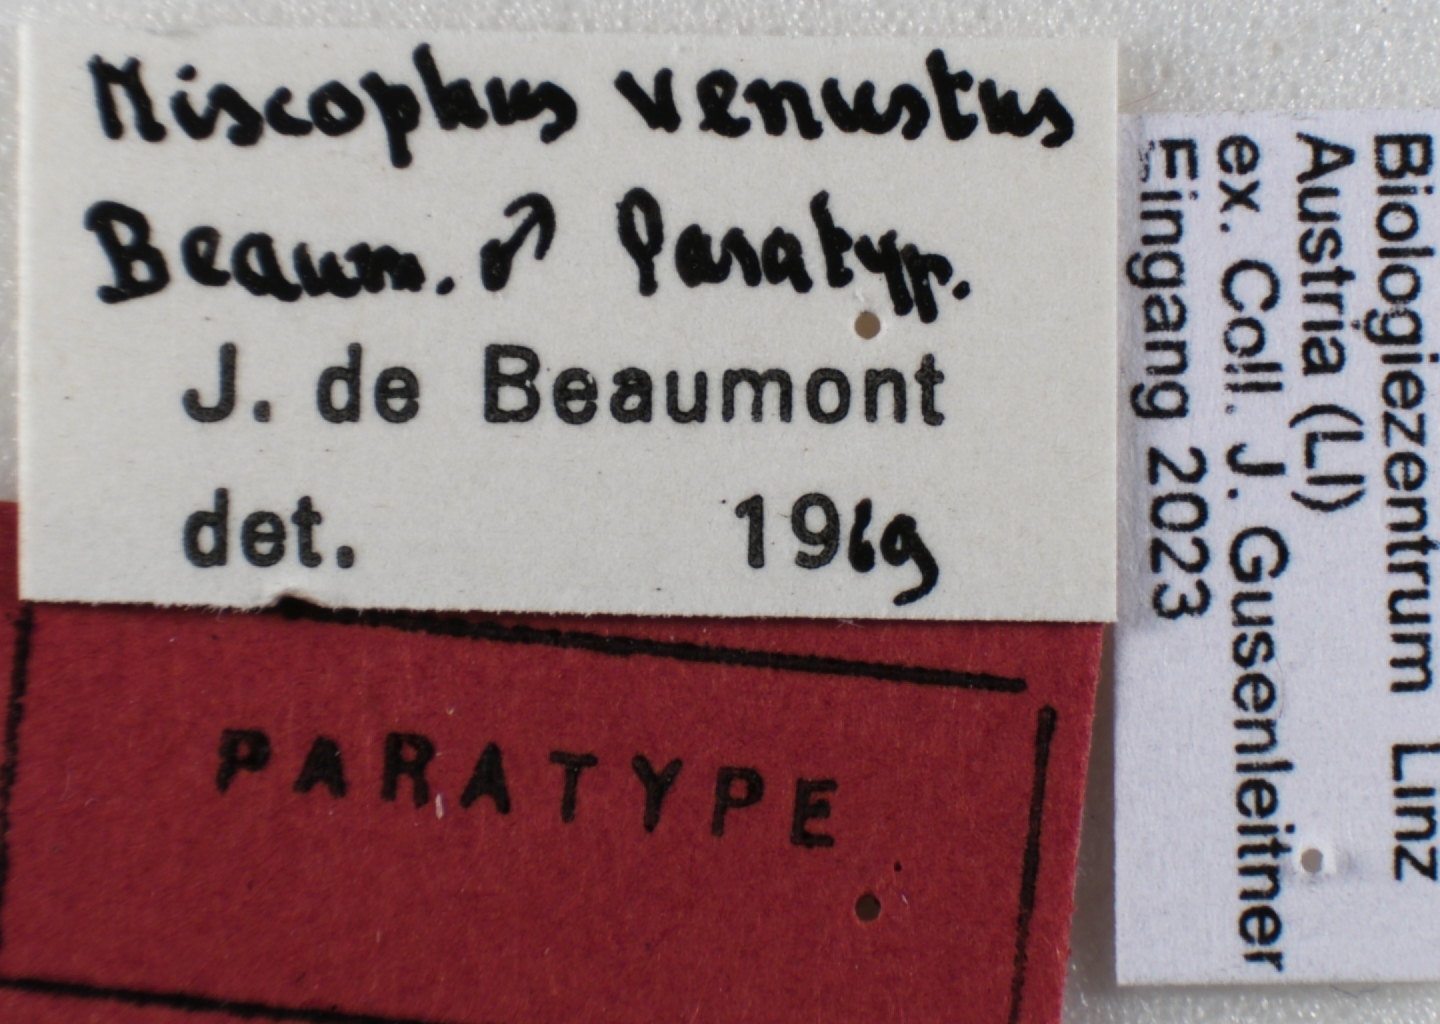 Miscophus venustus
Beaum. ♂ Paratyp.
J. de Beaumont
det. 1969
PARATYPE
Biologiezentrum Linz
Austria (LI)
ex. Coll. J. Gusenleitner
Eingang 2023